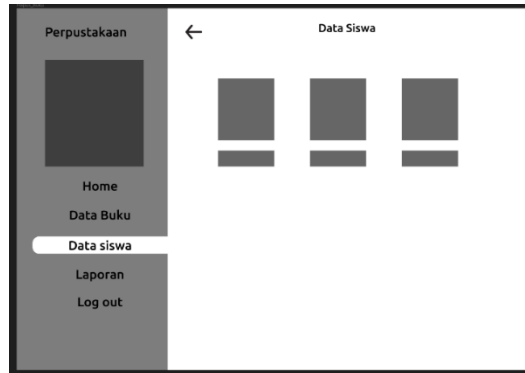 Perpustakaan
Home
Data Buku
Data siswa
Laporan
Log out
Data Siswa